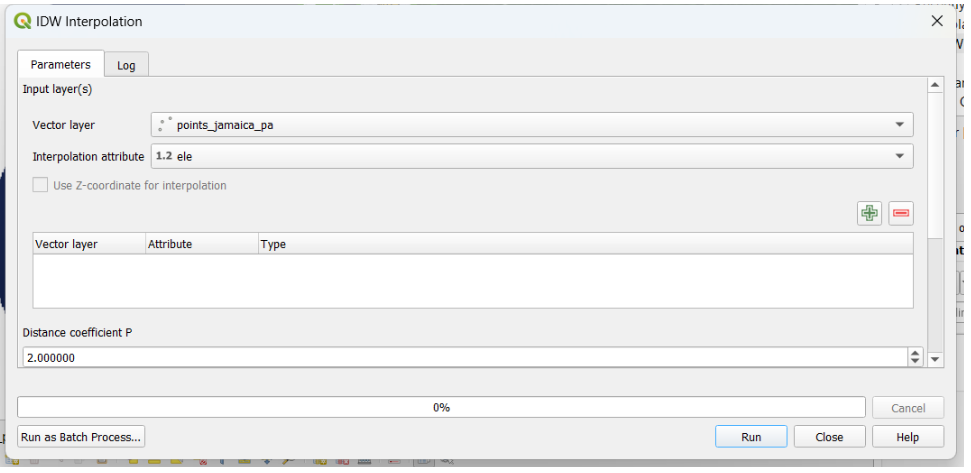 IDW Interpolation
Parameters
Log
Input layer(s)
Vector layer
points_jamaica_pa
Interpolation attribute
1.2 ele
Use Z-coordinate for interpolation
Vector layer Attribute Type
Distance coefficient P
2.000000
0%
Cancel
Run as Batch Process...
Run
Close
Help